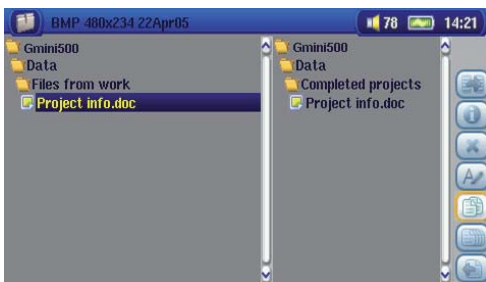 BMP 480x234 22Apr05
78
14:21
Gmini500
Data
Files from work
Project info.doc
Gmini500
Data
Completed projects
Project info.doc